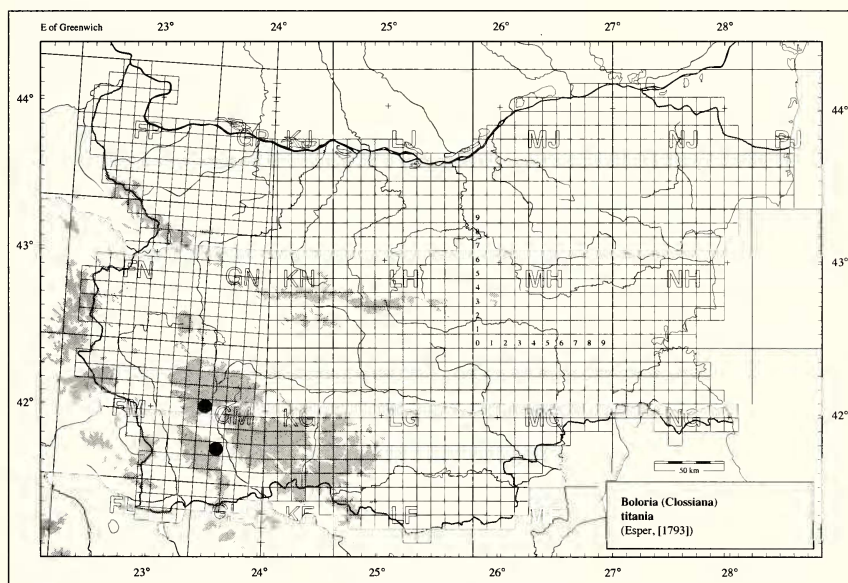 E of Greenwich 23° 24° 25° 26° 27° 28°
44° 44°
FP GP KJ LJ MJ NJ PJ
9
8
7
43° 43°
6
FN GN KN LH MH NH
5
4
3
2
1
0 1 2 3 4 5 6 7 8 9
42° 42°
FM GM KG LG MG NG
50 km
Boloria (Clossiana)
titania
(Esper, [1793])
FL GL KF LF MF
23° 24° 25° 26° 27° 28°